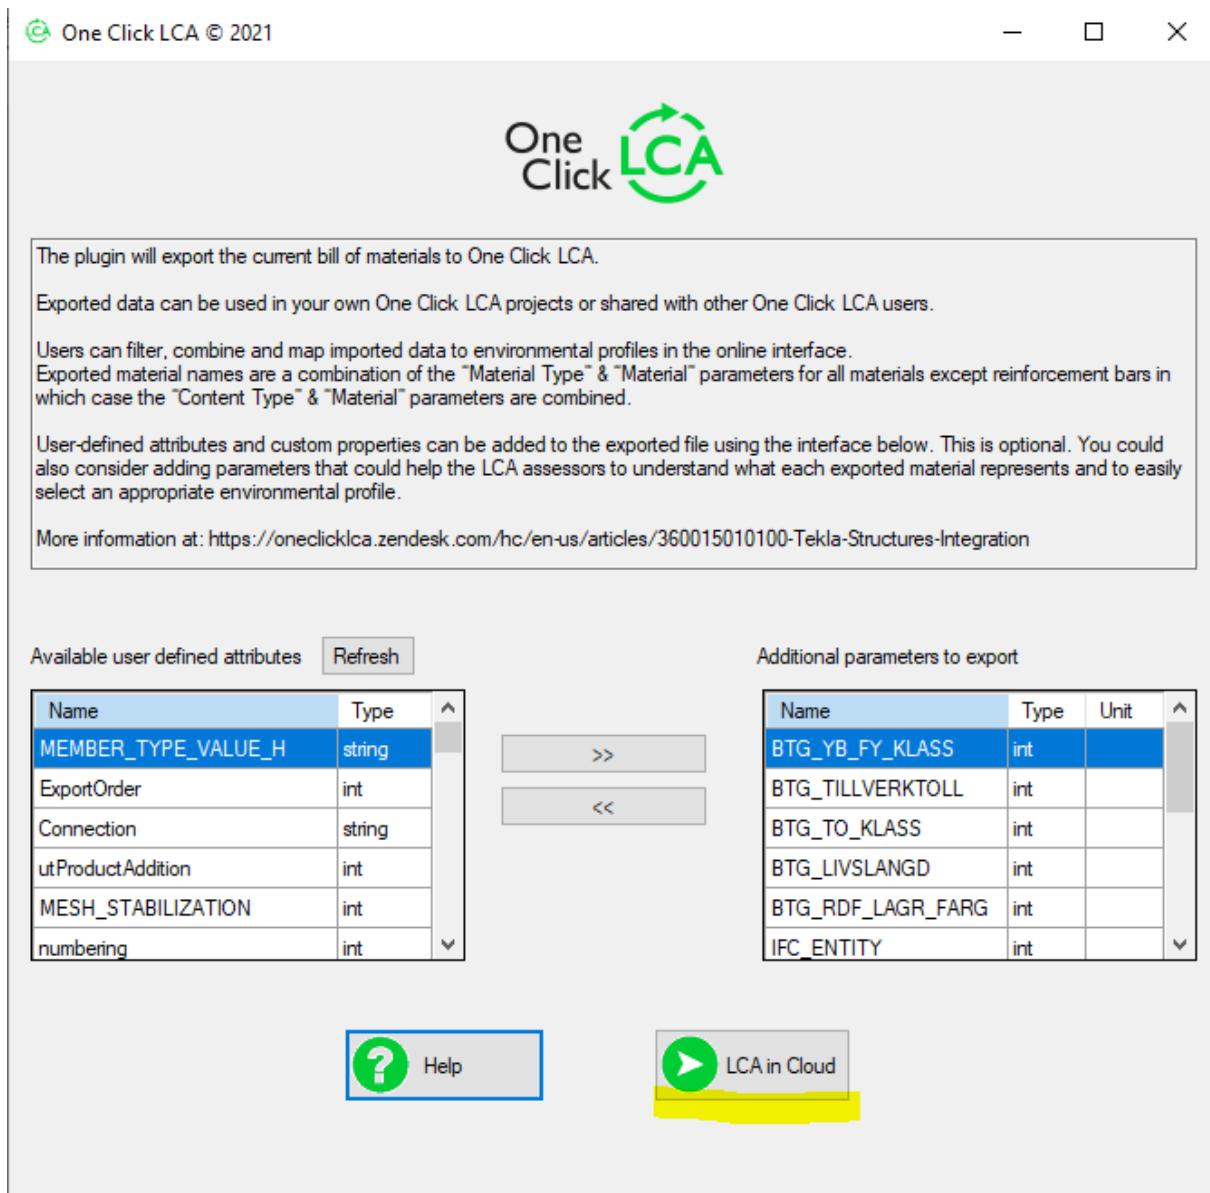 One Click LCA © 2021
One
Click LCA
The plugin will export the current bill of materials to One Click LCA.
Exported data can be used in your own One Click LCA projects or shared with other One Click LCA users.
Users can filter, combine and map imported data to environmental profiles in the online interface.
Exported material names are a combination of the "Material Type" & "Material" parameters for all materials except reinforcement bars in
which case the "Content Type" & "Material" parameters are combined.
User-defined attributes and custom properties can be added to the exported file using the interface below. This is optional. You could
also consider adding parameters that could help the LCA assessors to understand what each exported material represents and to easily
select an appropriate environmental profile.
More information at: https://oneclicklca.zendesk.com/hc/en-us/articles/360015010100-Tekla-Structures-Integration
Available user defined attributes Refresh
Name Type
MEMBER_TYPE_VALUE_H string
ExportOrder int
Connection string
utProductAddition int
MESH_STABILIZATION int
numbering int
>>
<<
Additional parameters to export
Name Type Unit
BTG_YB_FY_KLASS int
BTG_TILLVERKTOLL int
BTG_TO_KLASS int
BTG_LIVSLANGD int
BTG_RDF_LAGR_FARG int
IFC_ENTITY int
? Help
LCA in Cloud